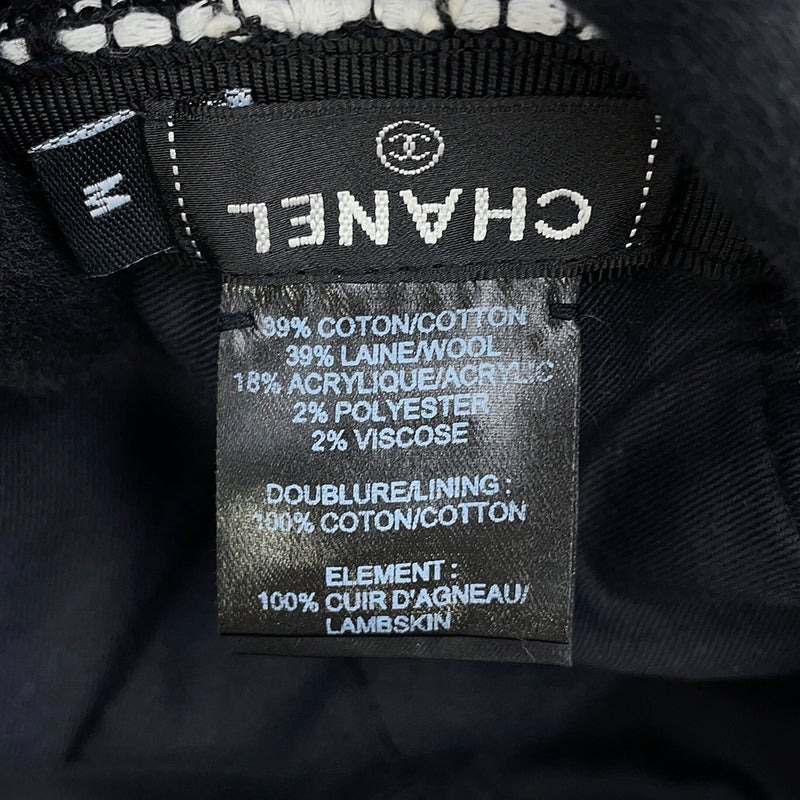 M
CHANEL
39% COTON/COTTON
39% LAINE/WOOL
18% ACRYLIQUE/ACRYLIC
2% POLYESTER
2% VISCOSE
DOUBLURE/LINING :
100% COTON/COTTON
ELEMENT :
100% CUIR D'AGNEAU/
LAMBSKIN